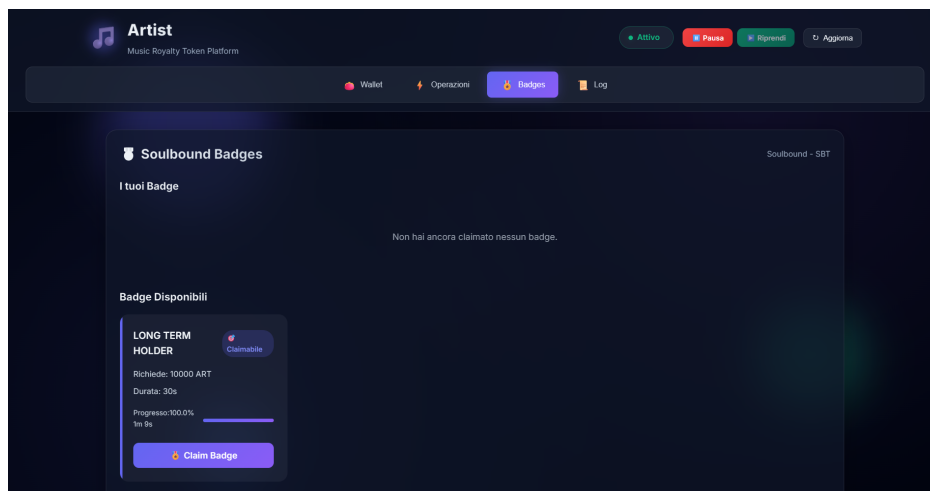 Artist
Music Royalty Token Platform
Attivo
Pausa
Riprendi
↻ Aggiorna
Wallet
Operazioni
Badges
Log
Soulbound Badges
Soulbound - SBT
I tuoi Badge
Non hai ancora claimato nessun badge.
Badge Disponibili
LONG TERM
HOLDER
Claimabile
Richiede: 10000 ART
Durata: 30s
Progresso:100.0%
1m 9s
Claim Badge